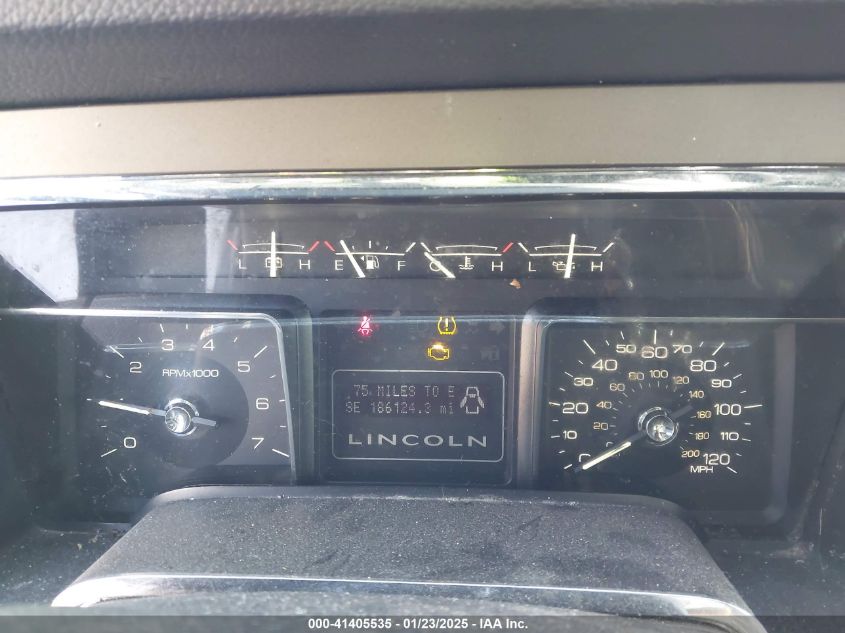 L H E F C H L H
0 1 2 3 4 5 6 7
RPMx1000
75 MILES TO E
SE 186124.3 mi
LINCOLN
0 10 20 30 40 50 60 70 80 90 100 110 120
20 40 60 80 100 120 140 160 180 200
MPH
000-41405535 - 01/23/2025 - IAA Inc.